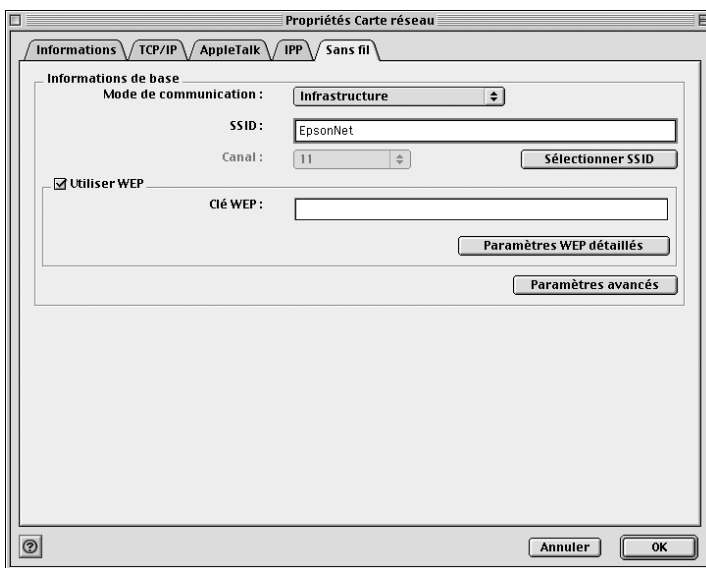 Propriétés Carte réseau
Informations TCP/IP AppleTalk IPP Sans fil
Informations de base
Mode de communication : Infrastructure
SSID : EpsonNet
Canal : 11 Sélectionner SSID
Utiliser WEP
Clé WEP :
Paramètres WEP détaillés
Paramètres avancés
? Annuler OK